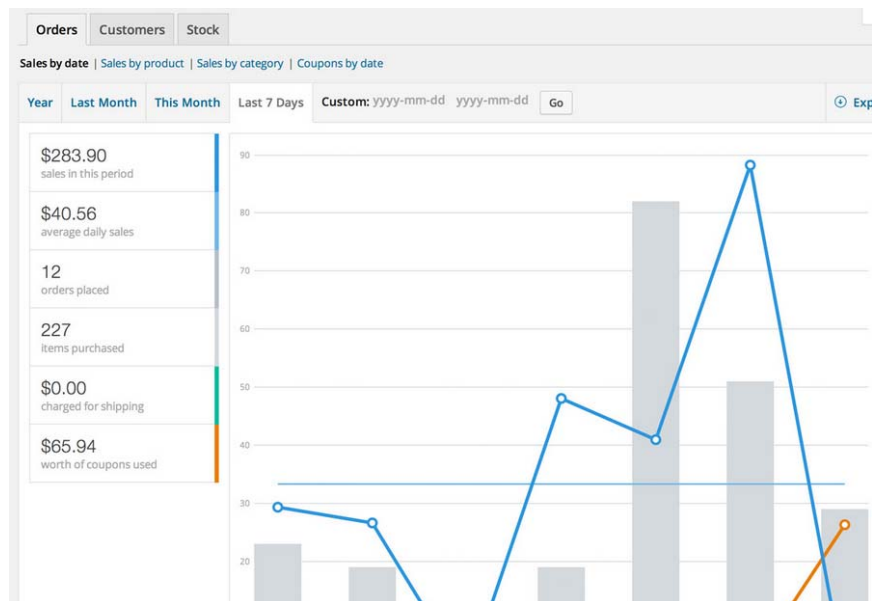 Orders Customers Stock
Sales by date | Sales by product | Sales by category | Coupons by date
Year Last Month This Month Last 7 Days Custom: yyyy-mm-dd yyyy-mm-dd Go Exp
$283.90
sales in this period
$40.56
average daily sales
12
orders placed
227
items purchased
$0.00
charged for shipping
$65.94
worth of coupons used
90
80
70
60
50
40
30
20